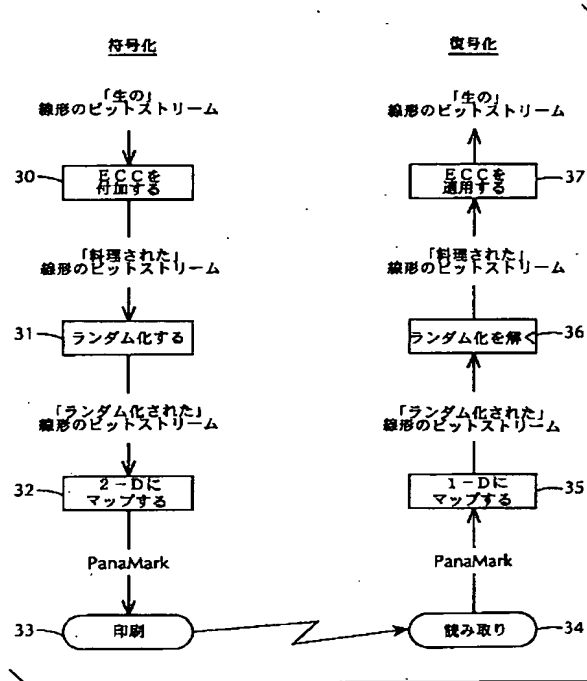 符号化
「生の」
線形のビットストリーム
30
ECCを
付加する
「料理された」
線形のビットストリーム
31
ランダム化する
「ランダム化された」
線形のビットストリーム
32
2-Dに
マップする
PanaMark
33
印刷
復号化
「生の」
線形のビットストリーム
ECCを
適用する
37
「料理された」
線形のビットストリーム
ランダム化を解く
36
「ランダム化された」
線形のビットストリーム
1-Dに
マップする
35
PanaMark
読み取り
34